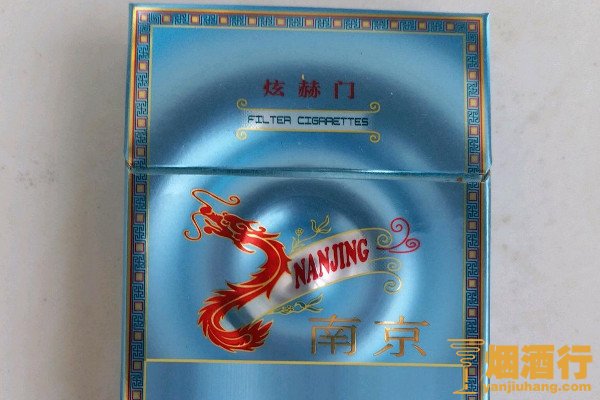 炫赫门
FILTER CIGARETTES
NANJING
南京
烟酒行
yanjiuhang.com